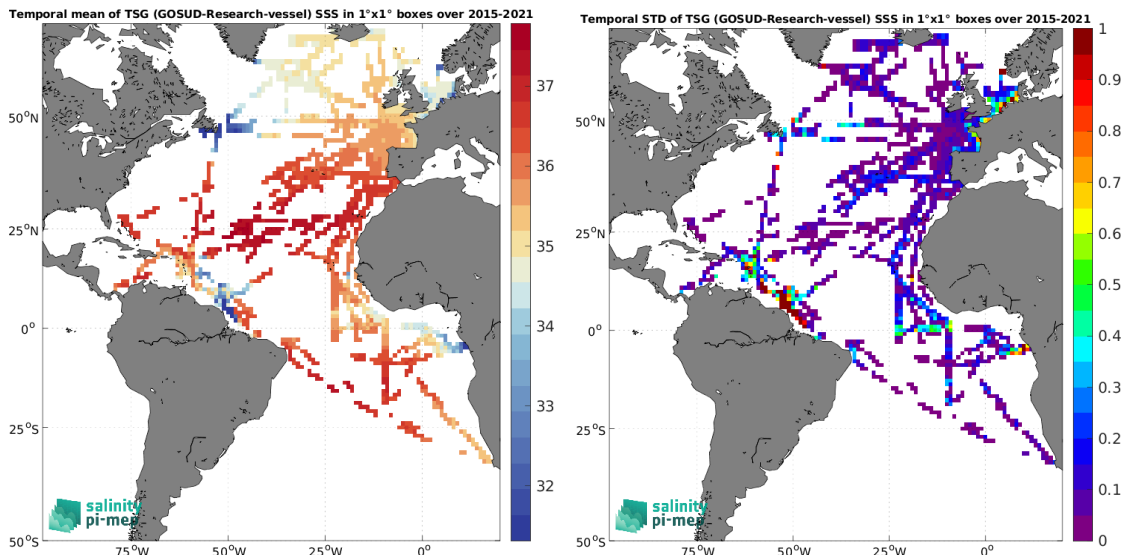 Temporal mean of TSG (GOSUD-Research-vessel) SSS in 1°x1° boxes over 2015-2021
50°N
25°N
0°
25°S
50°S
75°W
50°W
25°W
0°
37
36
35
34
33
32
salinity
pi-mep
Temporal STD of TSG (GOSUD-Research-vessel) SSS in 1°x1° boxes over 2015-2021
50°N
25°N
0°
25°S
50°S
75°W
50°W
25°W
0°
1
0.9
0.8
0.7
0.6
0.5
0.4
0.3
0.2
0.1
0
salinity
pi-mep